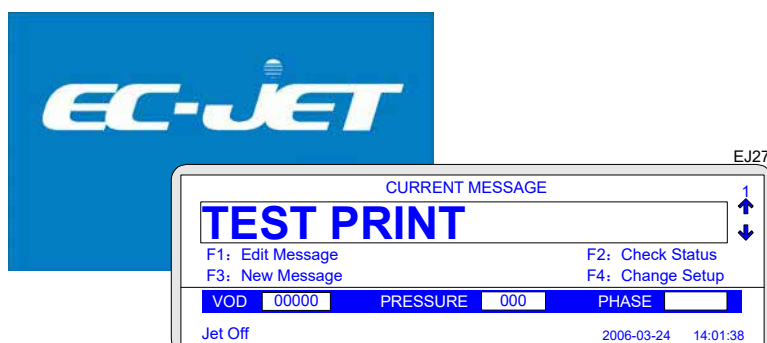 EC-JET
EJ27
CURRENT MESSAGE 1
TEST PRINT
F1: Edit Message F2: Check Status
F3: New Message F4: Change Setup
VOD 00000 PRESSURE 000 PHASE
Jet Off 2006-03-24 14:01:38